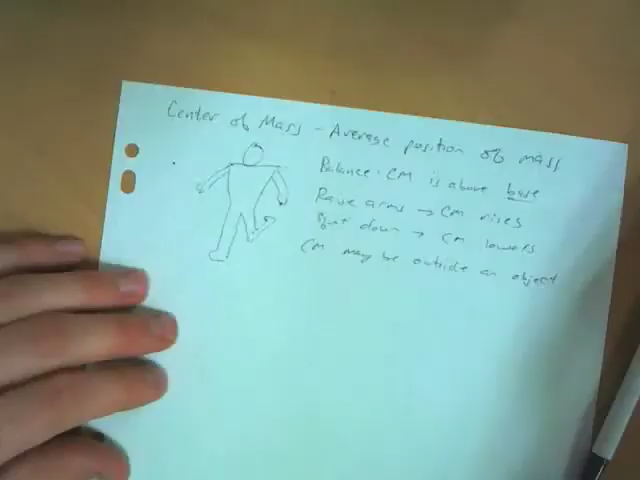 Center of Mass - Average position of mass
Balance: CM is above base
Raise arms → CM rises
Put down → CM lowers
CM may be outside an object